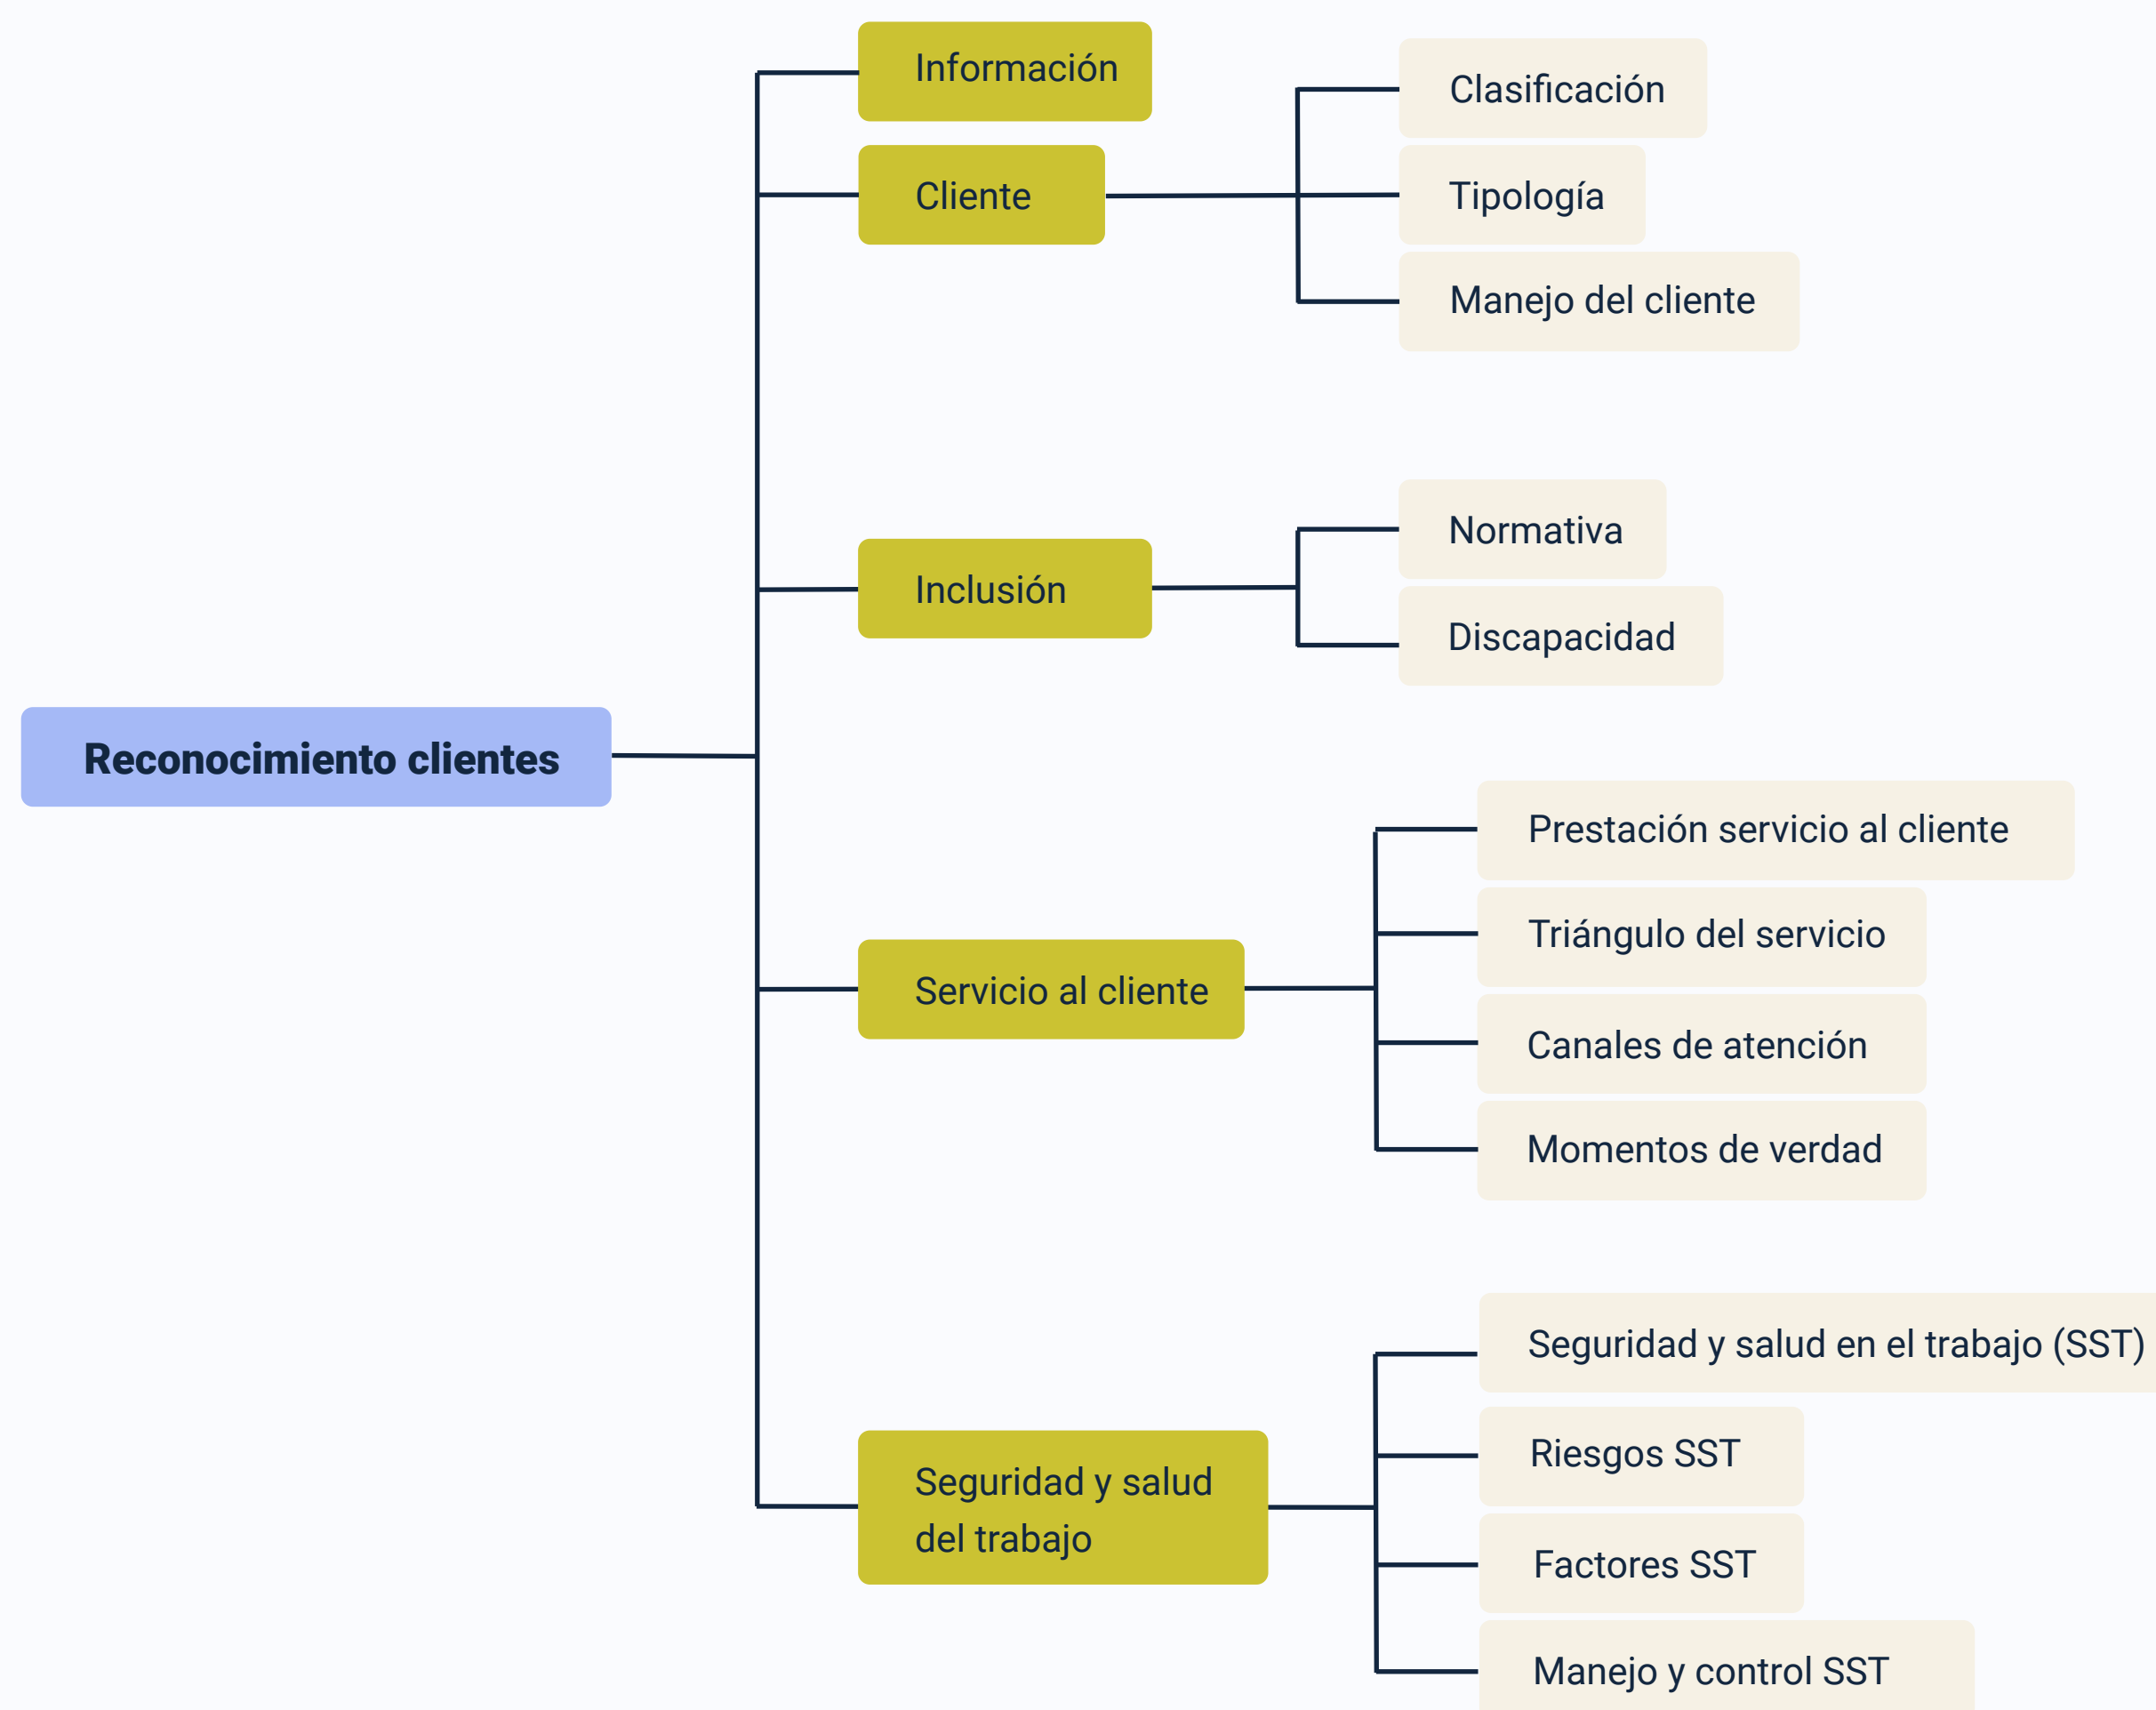 Información
Clasificación
Cliente
Tipología
Manejo del cliente
Normativa
Inclusión
Discapacidad
Reconocimiento clientes
Prestación servicio al cliente
Triángulo del servicio
Servicio al cliente
Canales de atención
Momentos de verdad
Seguridad y salud en el trabajo (SST)
Riesgos SST
Seguridad y salud
del trabajo
Factores SST
Manejo y control SST